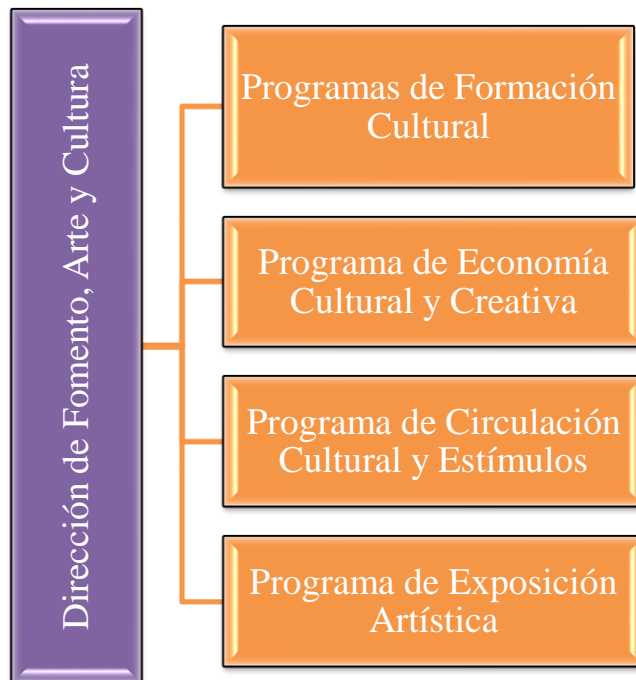 Dirección de Fomento, Arte y Cultura
Programas de Formación
Cultural
Programa de Economía
Cultural y Creativa
Programa de Circulación
Cultural y Estímulos
Programa de Exposición
Artística